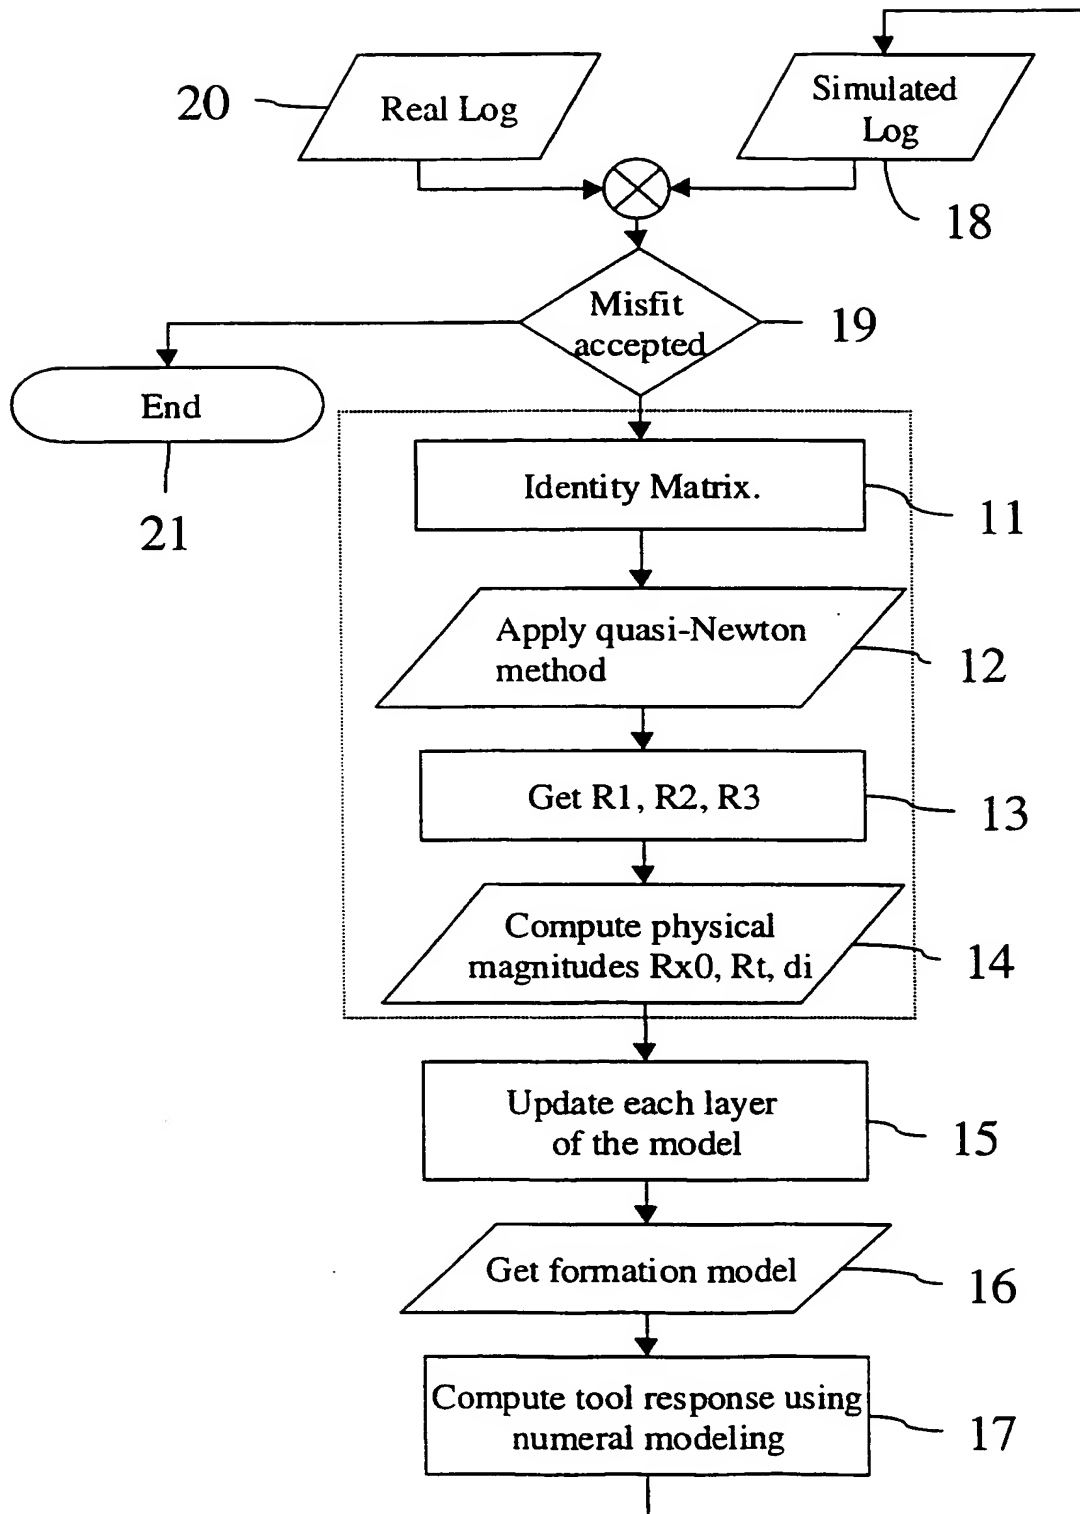 20
Real Log
Simulated
Log
18
Misfit
accepted
19
End
21
Identity Matrix.
11
Apply quasi-Newton
method
12
Get R1, R2, R3
13
Compute physical
magnitudes Rx0, Rt, di
14
Update each layer
of the model
15
Get formation model
16
Compute tool response using
numeral modeling
17